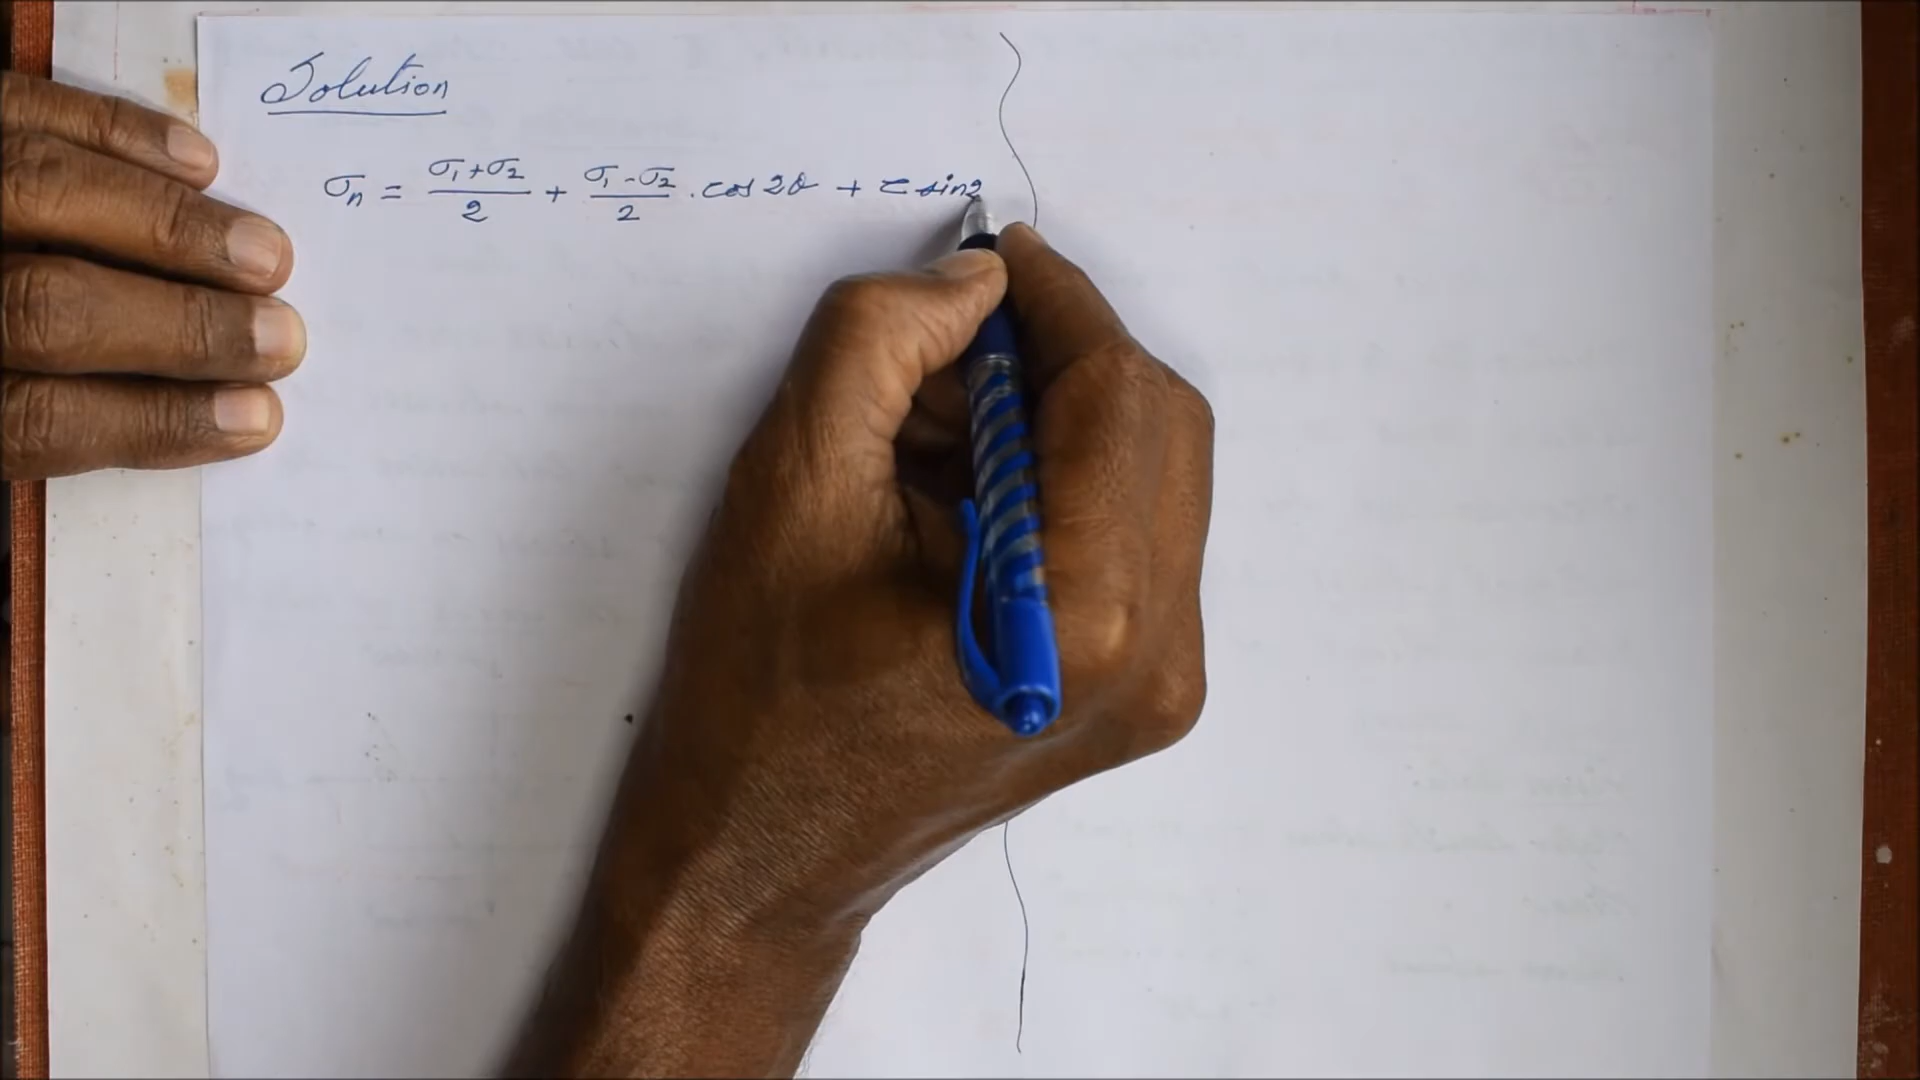 Solution
σn = σ1+σ2/2 + σ1-σ2/2 . cos 2θ + τ sin2